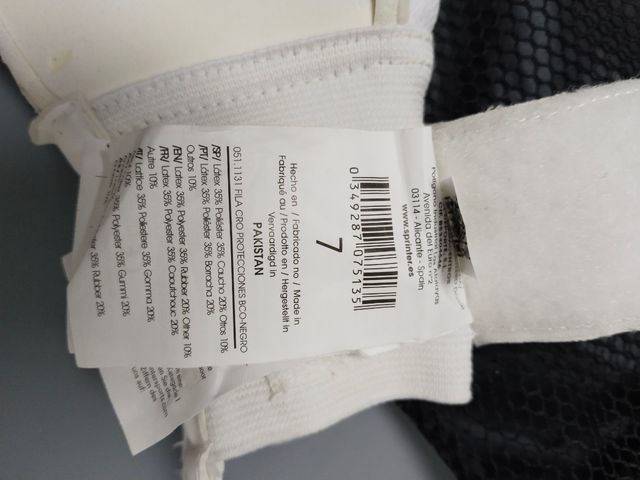 03114 - Alicante - Spain
www.sprinter.es
0 349287 075135
7
Hecho en / Fabricado no / Made in
Fabriqué au / Prodotto en / Hergestellt in
Vervaardigd in
PAKISTAN
0511131 FILA CRO PROTECCIONES BCO-NEGRO
/SP/ Látex 35% Poliéster 35% Caucho 20% Otros 10%
/PT/ Látex 35% Poliéster 35% Borracha 20%
Outros 10%
/EN/ Latex 35% Polyester 35% Rubber 20% Other 10%
/FR/ Latex 35% Polyester 35% Caoutchouc 20%
Autre 10%
/IT/ Lattice 35% Poliestere 35% Gomma 20%
Polyester 35% Gummi 20%
35% Rubber 20%